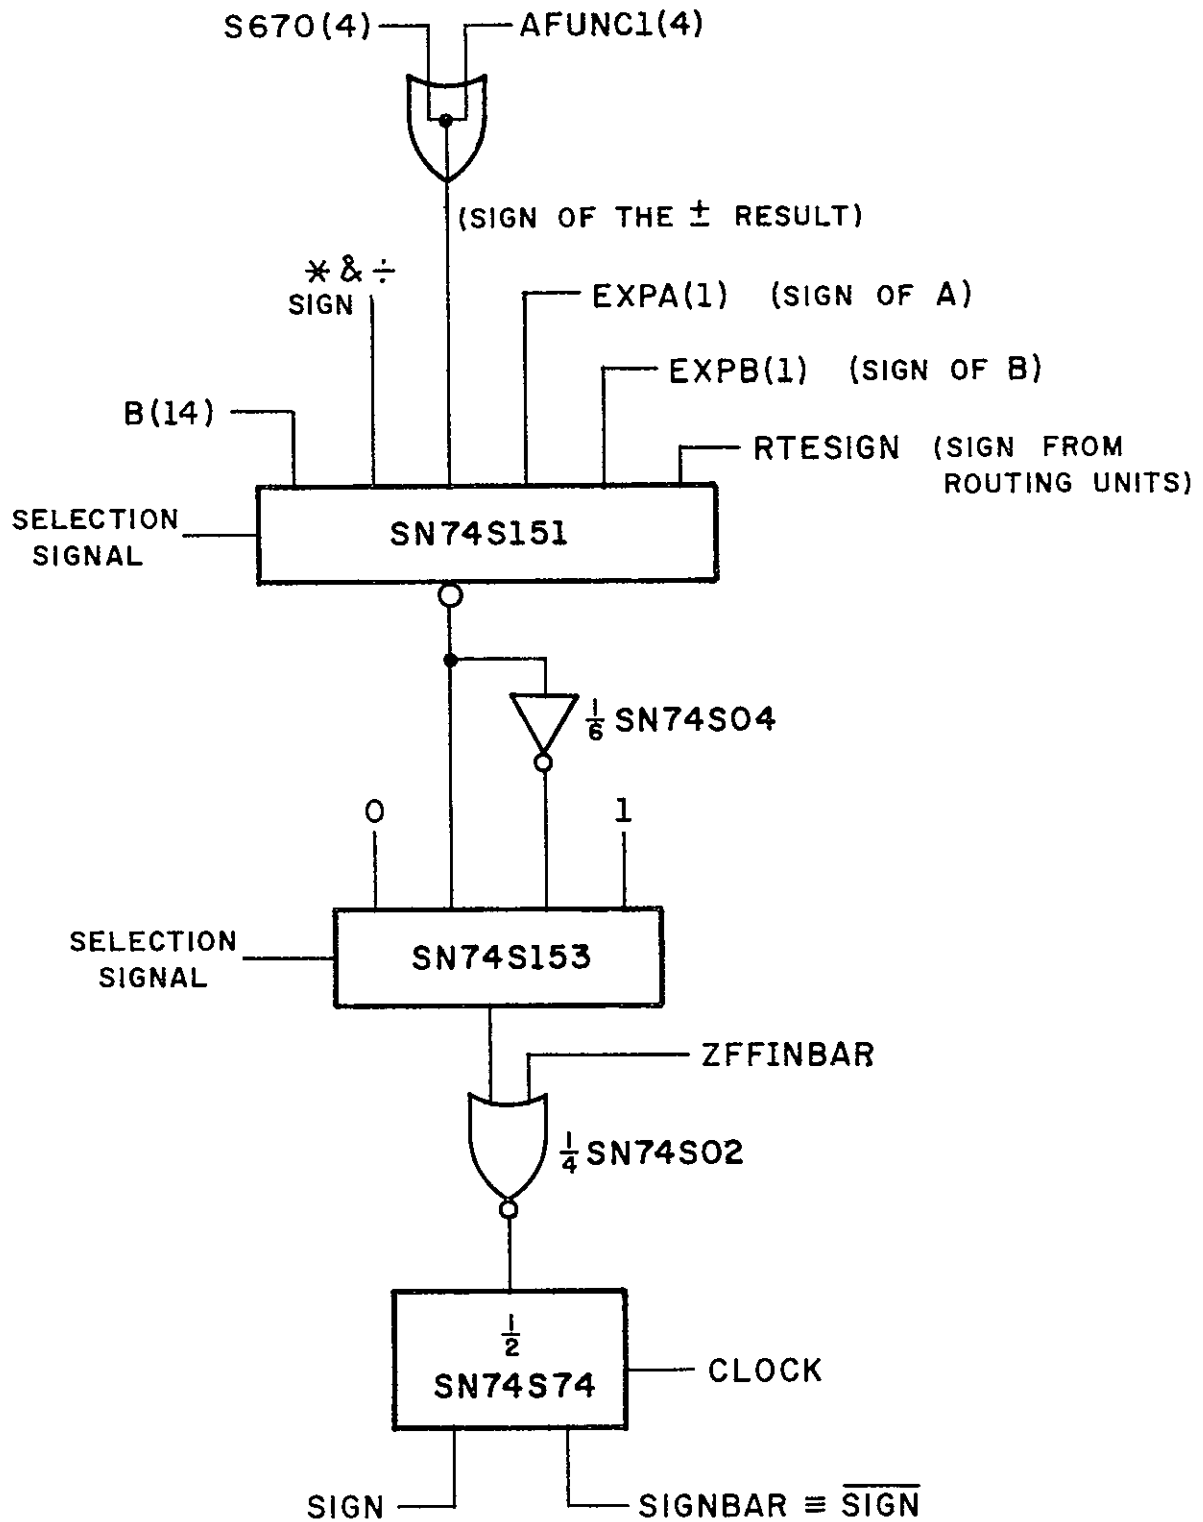 S670(4) AFUNC1(4)
(SIGN OF THE ± RESULT)
* & ÷
SIGN
EXPA(1) (SIGN OF A)
EXPB(1) (SIGN OF B)
B(14)
RTESIGN (SIGN FROM
ROUTING UNITS)
SELECTION
SIGNAL
SN74S151
1/6 SN74S04
0 1
SELECTION
SIGNAL
SN74S153
ZFFINBAR
1/4 SN74S02
1/2
SN74S74
CLOCK
SIGN SIGNBAR ≡ S̅I̅G̅N̅